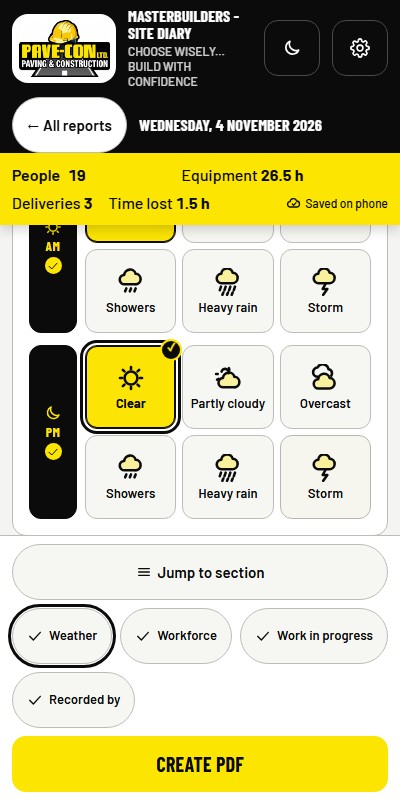 PAVE-CON LTD.
PAVING & CONSTRUCTION
MASTERBUILDERS -
SITE DIARY
CHOOSE WISELY...
BUILD WITH
CONFIDENCE
← All reports
WEDNESDAY, 4 NOVEMBER 2026
People 19
Equipment 26.5 h
Deliveries 3
Time lost 1.5 h
Saved on phone
AM
Showers
Heavy rain
Storm
PM
Clear
Partly cloudy
Overcast
Showers
Heavy rain
Storm
Jump to section
Weather
Workforce
Work in progress
Recorded by
CREATE PDF